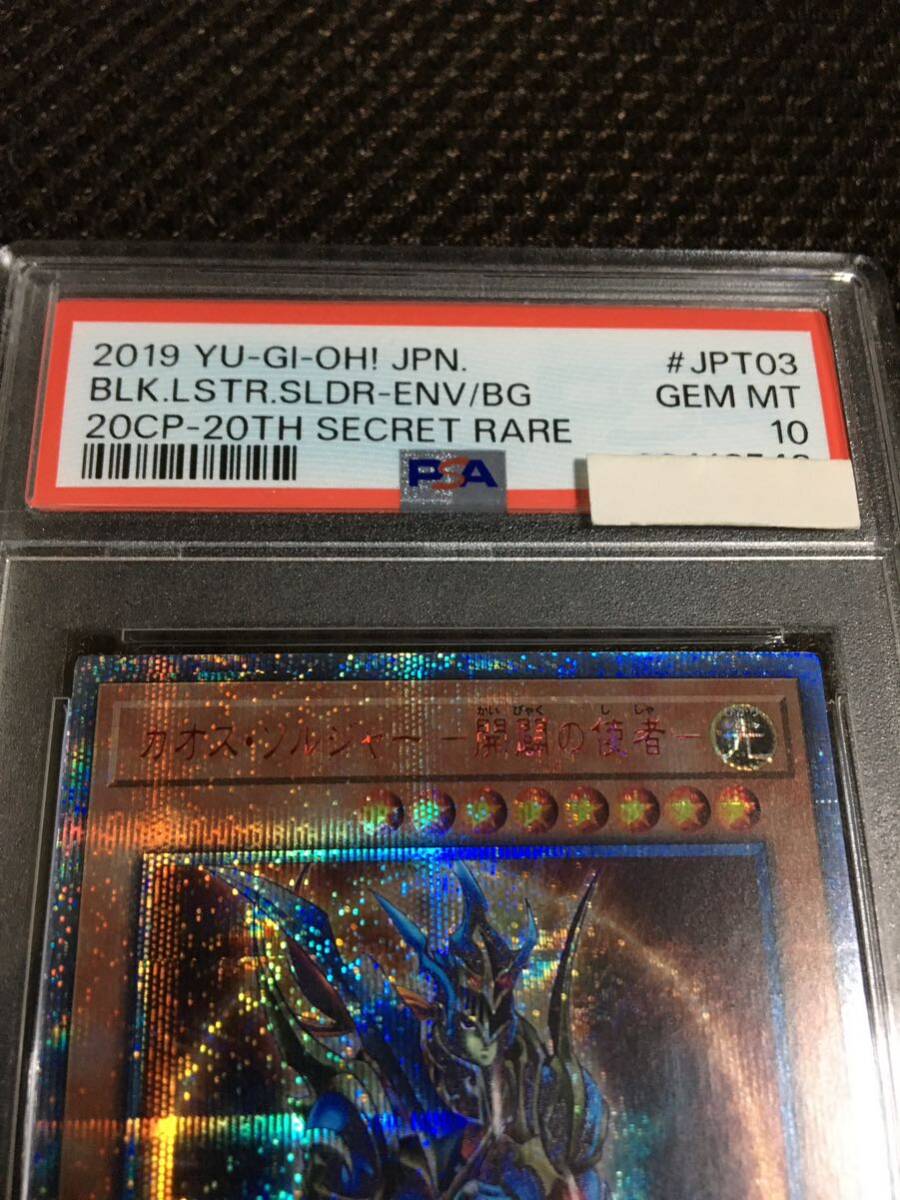 2019 YU-GI-OH! JPN. #JPT03
BLK.LSTR.SLDR-ENV/BG GEM MT
20CP-20TH SECRET RARE 10
PSA
かい びゃく し しゃ
カオス・ソルジャー －開闢の使者－ 光